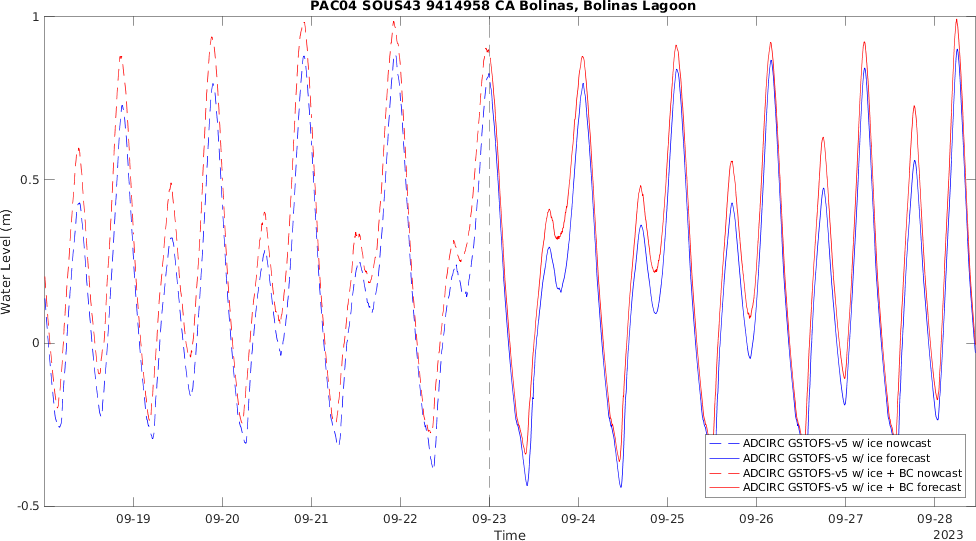 PAC04 SOUS43 9414958 CA Bolinas, Bolinas Lagoon
Water Level (m)
1
0.5
0
-0.5
ADCIRC GSTOFS-v5 w/ ice nowcast
ADCIRC GSTOFS-v5 w/ ice forecast
ADCIRC GSTOFS-v5 w/ ice + BC nowcast
ADCIRC GSTOFS-v5 w/ ice + BC forecast
09-19 09-20 09-21 09-22 09-23 09-24 09-25 09-26 09-27 09-28
Time
2023